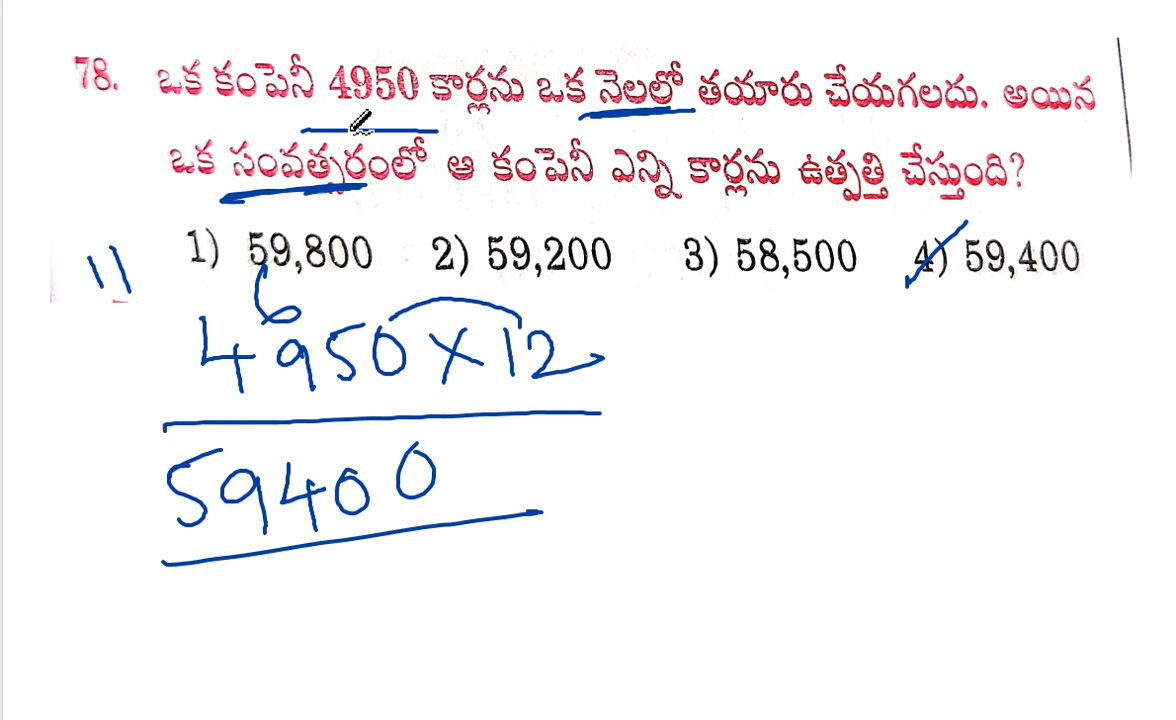 78. ఒక కంపెనీ 4950 కార్లను ఒక నెలలో తయారు చేయగలదు. అయిన
ఒక సంవత్సరంలో ఆ కంపెనీ ఎన్ని కార్లను ఉత్పత్తి చేస్తుంది?
1) 59,800 2) 59,200 3) 58,500 4) 59,400
11
6
4950 × 12
59400